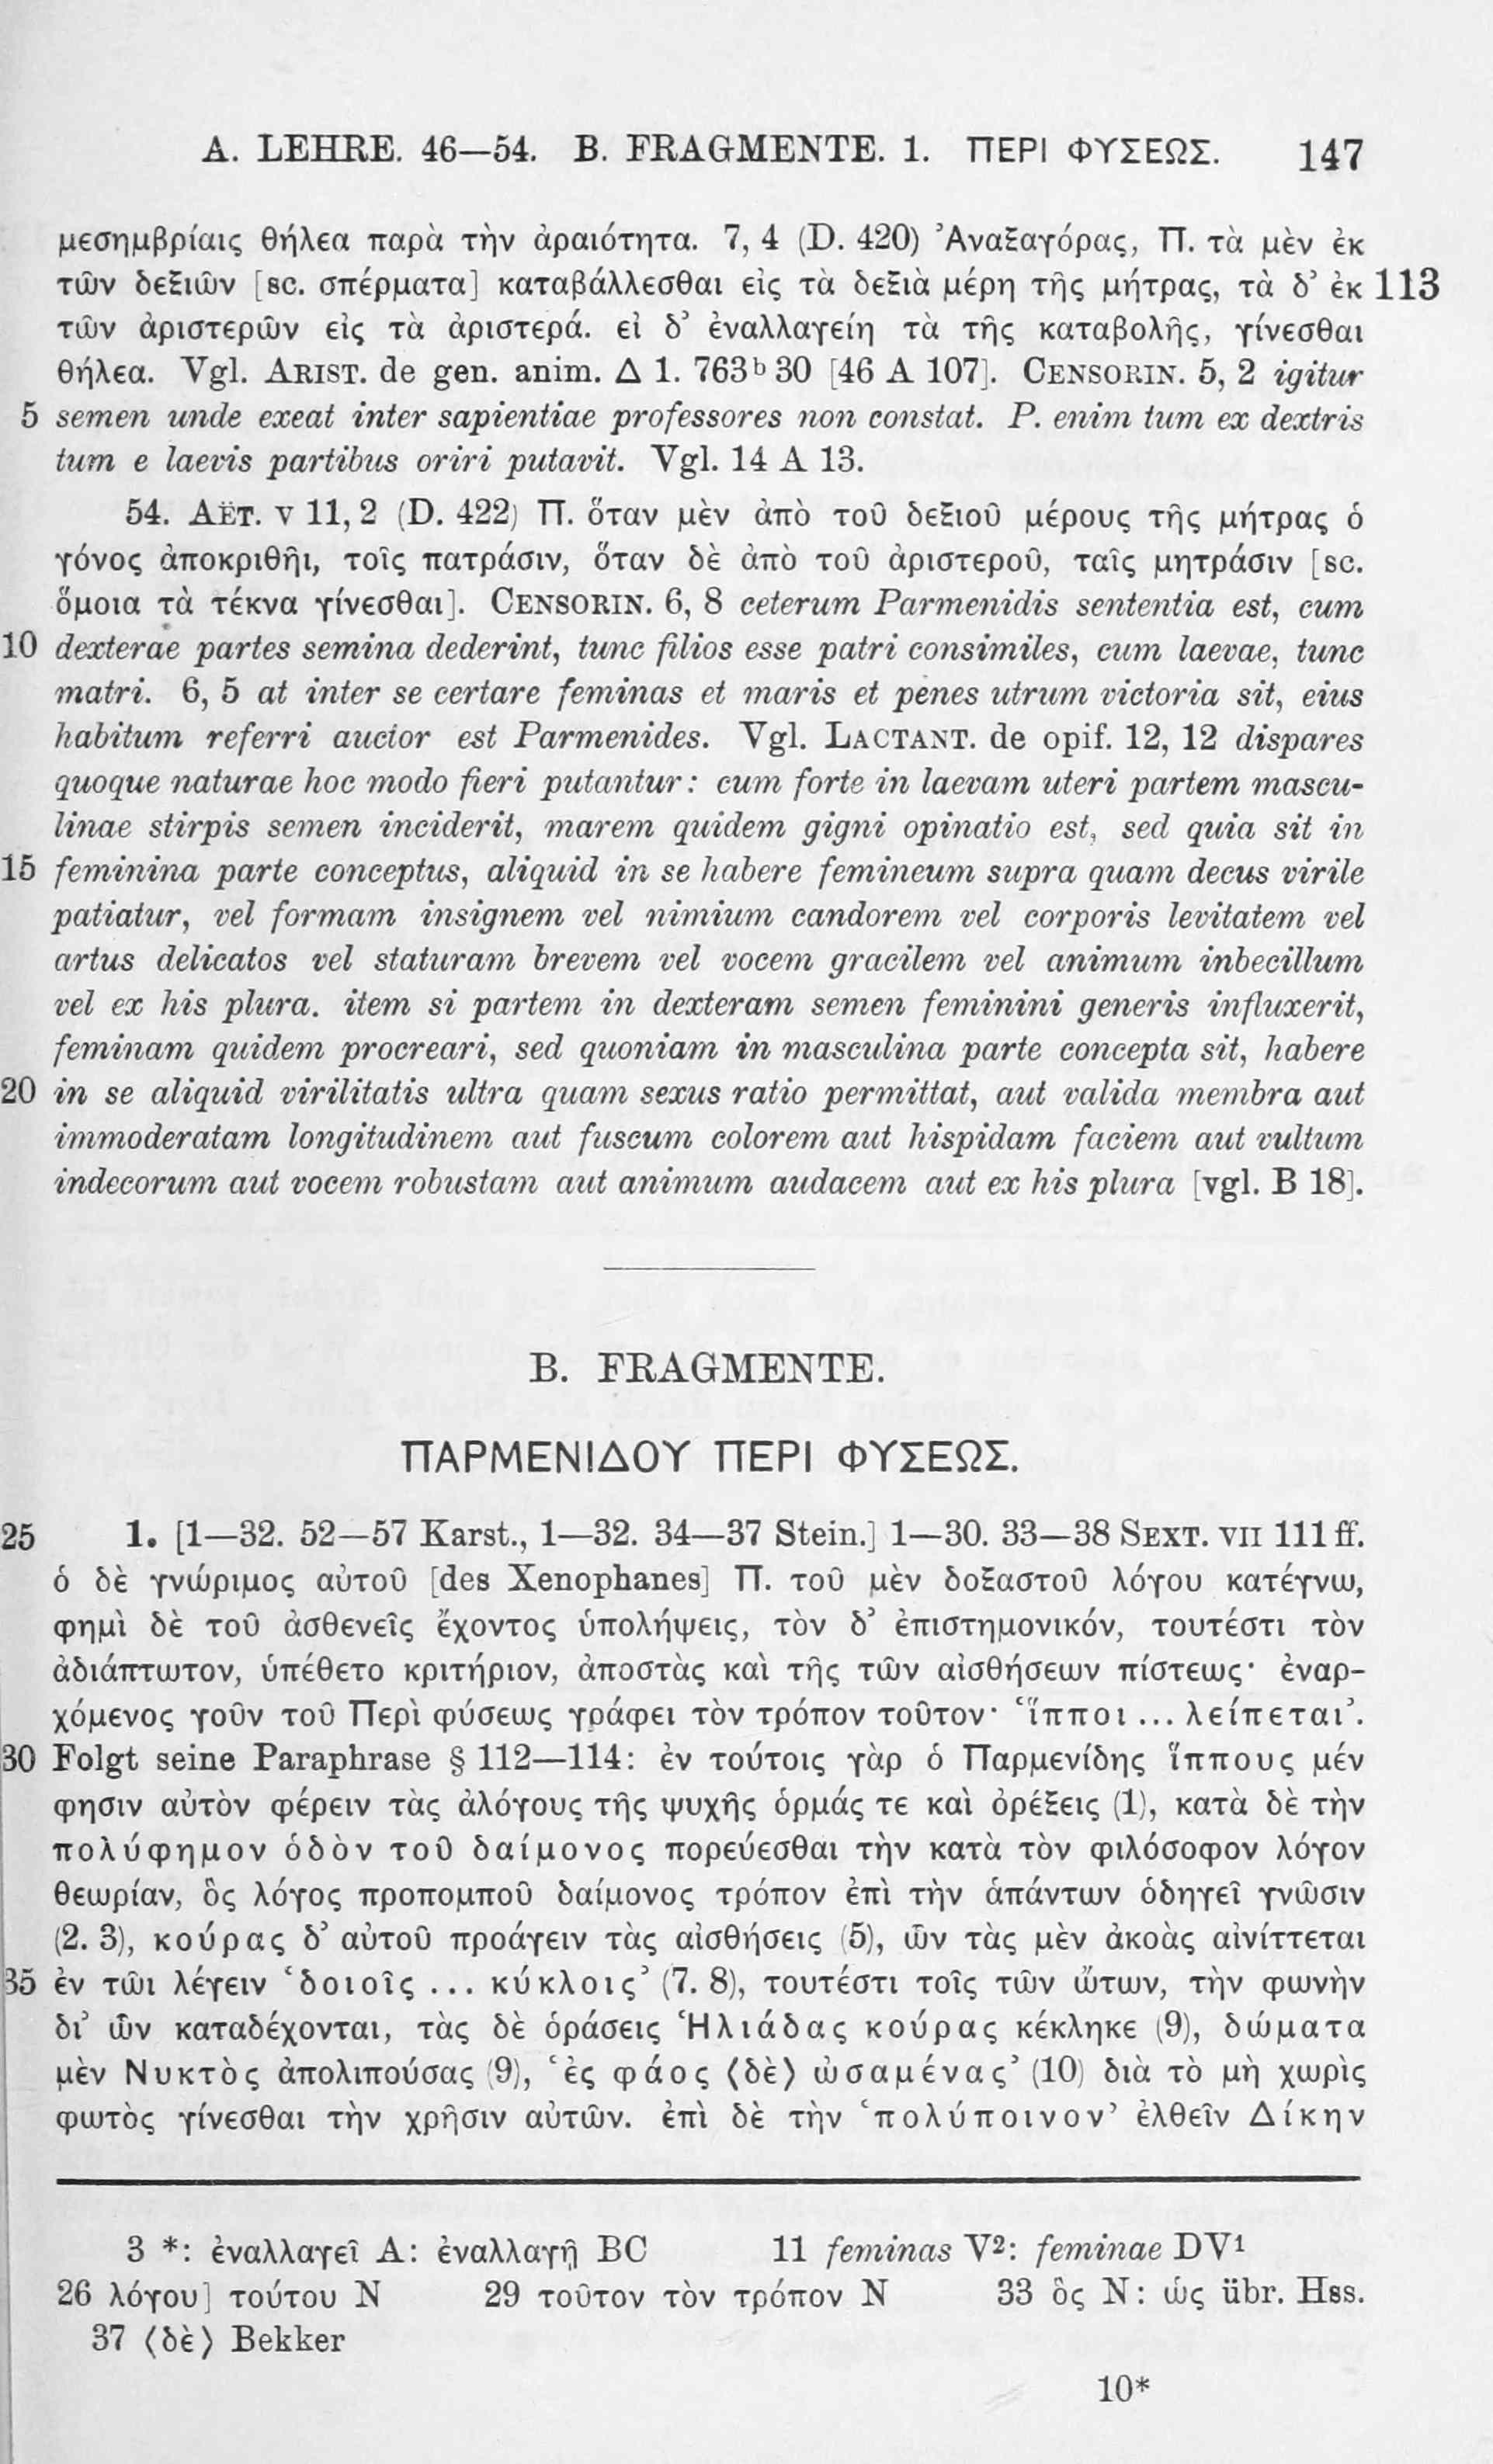 A. LEHRE. 46—54. B. FRAGMENTE. 1. ΠΕΡΙ ΦΥΣΕΩΣ. 147
μεσημβρίαις θήλεα παρὰ τὴν ἀραιότητα. 7, 4 (D. 420) Ἀναξαγόρας, Π. τὰ μὲν ἐκ
τῶν δεξιῶν [sc. σπέρματα] καταβάλλεσθαι εἰς τὰ δεξιὰ μέρη τῆς μήτρας, τὰ δ’ ἐκ 113
τῶν ἀριστερῶν εἰς τὰ ἀριστερά. εἰ δ’ ἐναλλαγείη τὰ τῆς καταβολῆς, γίνεσθαι
θήλεα. Vgl. ARIST. de gen. anim. Δ 1. 763ᵇ 30 [46 A 107]. CENSORIN. 5, 2 igitur
5 semen unde exeat inter sapientiae professores non constat. P. enim tum ex dextris
tum e laevis partibus oriri putavit. Vgl. 14 A 13.
54. AËT. V 11, 2 (D. 422) Π. ὅταν μὲν ἀπὸ τοῦ δεξιοῦ μέρους τῆς μήτρας ὁ
γόνος ἀποκριθῆι, τοῖς πατράσιν, ὅταν δὲ ἀπὸ τοῦ ἀριστεροῦ, ταῖς μητράσιν [sc.
ὅμοια τὰ τέκνα γίνεσθαι]. CENSORIN. 6, 8 ceterum Parmenidis sententia est, cum
10 dexterae partes semina dederint, tunc filios esse patri consimiles, cum laevae, tunc
matri. 6, 5 at inter se certare feminas et maris et penes utrum victoria sit, eius
habitum referri auctor est Parmenides. Vgl. LACTANT. de opif. 12, 12 dispares
quoque naturae hoc modo fieri putantur: cum forte in laevam uteri partem mascu-
linae stirpis semen inciderit, marem quidem gigni opinatio est, sed quia sit in
15 feminina parte conceptus, aliquid in se habere femineum supra quam decus virile
patiatur, vel formam insignem vel nimium candorem vel corporis levitatem vel
artus delicatos vel staturam brevem vel vocem gracilem vel animum inbecillum
vel ex his plura. item si partem in dexteram semen feminini generis influxerit,
feminam quidem procreari, sed quoniam in masculina parte concepta sit, habere
20 in se aliquid virilitatis ultra quam sexus ratio permittat, aut valida membra aut
immoderatam longitudinem aut fuscum colorem aut hispidam faciem aut vultum
indecorum aut vocem robustam aut animum audacem aut ex his plura [vgl. B 18].
B. FRAGMENTE.
ΠΑΡΜΕΝΙΔΟΥ ΠΕΡΙ ΦΥΣΕΩΣ.
25 1. [1—32. 52—57 Karst., 1—32. 34—37 Stein.] 1—30. 33—38 SEXT. VII 111 ff.
ὁ δὲ γνώριμος αὐτοῦ [des Xenophanes] Π. τοῦ μὲν δοξαστοῦ λόγου κατέγνω,
φημὶ δὲ τοῦ ἀσθενεῖς ἔχοντος ὑπολήψεις, τὸν δ’ ἐπιστημονικόν, τουτέστι τὸν
ἀδιάπτωτον, ὑπέθετο κριτήριον, ἀποστὰς καὶ τῆς τῶν αἰσθήσεων πίστεως· ἐναρ-
χόμενος γοῦν τοῦ Περὶ φύσεως γράφει τὸν τρόπον τοῦτον· ‘ἵπποι ... λείπεται’.
30 Folgt seine Paraphrase § 112—114: ἐν τούτοις γὰρ ὁ Παρμενίδης ἵππους μέν
φησιν αὐτὸν φέρειν τὰς ἀλόγους τῆς ψυχῆς ὁρμάς τε καὶ ὀρέξεις (1), κατὰ δὲ τὴν
πολύφημον ὁδὸν τοῦ δαίμονος πορεύεσθαι τὴν κατὰ τὸν φιλόσοφον λόγον
θεωρίαν, ὃς λόγος προπομποῦ δαίμονος τρόπον ἐπὶ τὴν ἁπάντων ὁδηγεῖ γνῶσιν
(2. 3), κούρας δ’ αὐτοῦ προάγειν τὰς αἰσθήσεις (5), ὧν τὰς μὲν ἀκοὰς αἰνίττεται
35 ἐν τῶι λέγειν ‘δοιοῖς ... κύκλοις’ (7. 8), τουτέστι τοῖς τῶν ὤτων, τὴν φωνὴν
δι’ ὧν καταδέχονται, τὰς δὲ ὁράσεις Ἡλιάδας κούρας κέκληκε (9), δώματα
μὲν Νυκτὸς ἀπολιπούσας (9), ‘ἐς φάος ⟨δὲ⟩ ὠσαμένας’ (10) διὰ τὸ μὴ χωρὶς
φωτὸς γίνεσθαι τὴν χρῆσιν αὐτῶν. ἐπὶ δὲ τὴν ‘πολύποινον’ ἐλθεῖν Δίκην
3 *: ἐναλλαγεῖ A: ἐναλλαγῇ BC 11 feminas V²: feminae DV¹
26 λόγου] τούτου N 29 τοῦτον τὸν τρόπον N 33 ὃς N: ὡς übr. Hss.
37 ⟨δὲ⟩ Bekker
10*